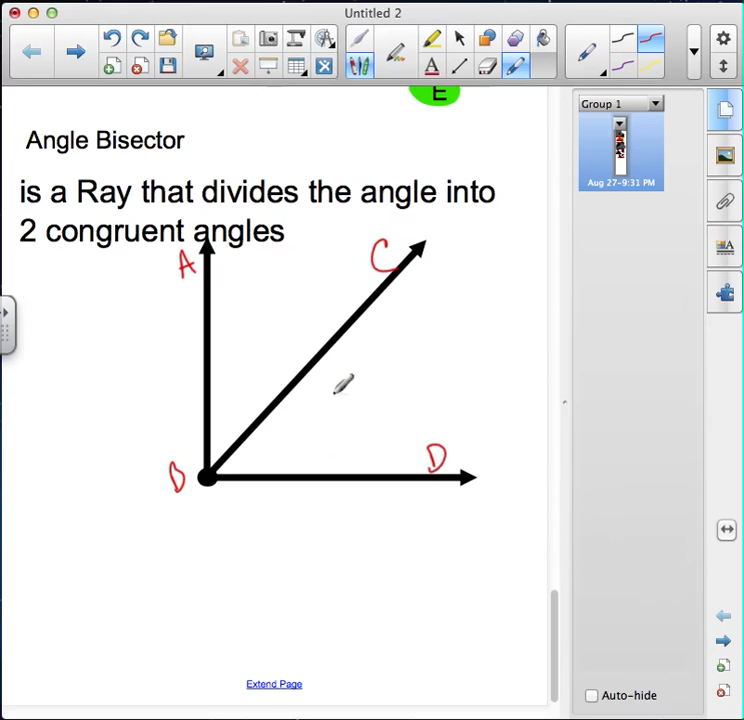 Untitled 2
E
Angle Bisector
is a Ray that divides the angle into
2 congruent angles
A
C
B
D
Extend Page
Group 1
Aug 27-9:31 PM
Auto-hide